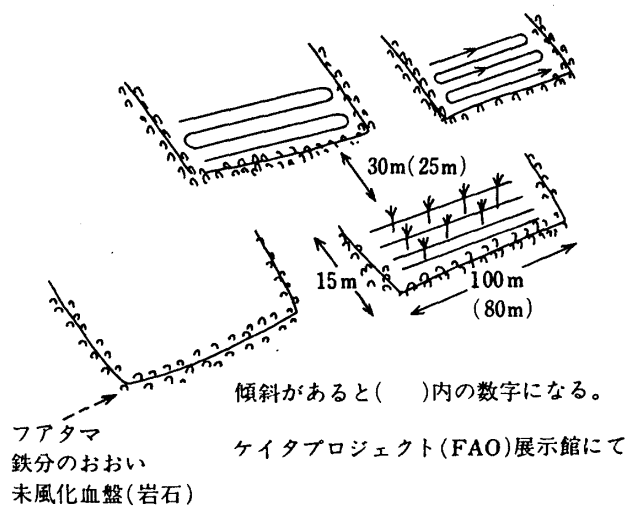 30m(25m)
15m
100m
(80m)
傾斜があると(　)内の数字になる。
フアタマ
鉄分のおおい
未風化血盤(岩石)
ケイタプロジェクト(FAO)展示館にて